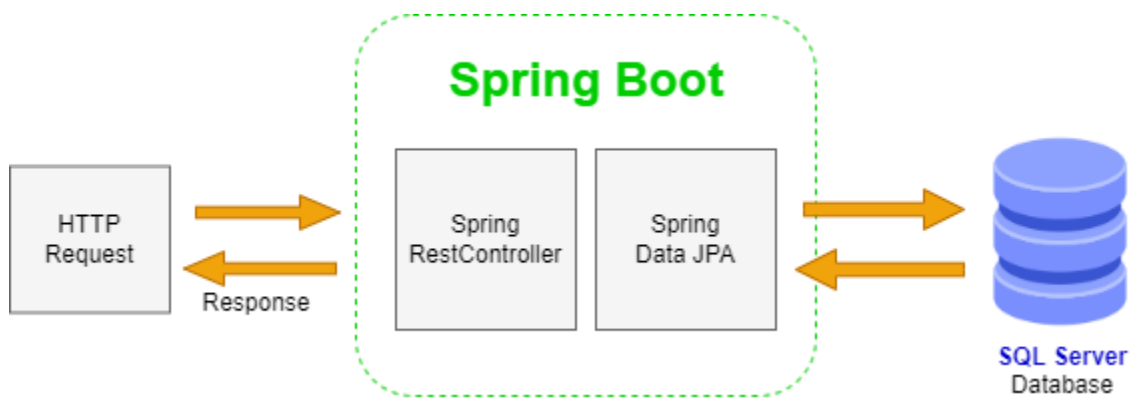 Spring Boot
HTTP
Request
Response
Spring
RestController
Spring
Data JPA
SQL Server
Database